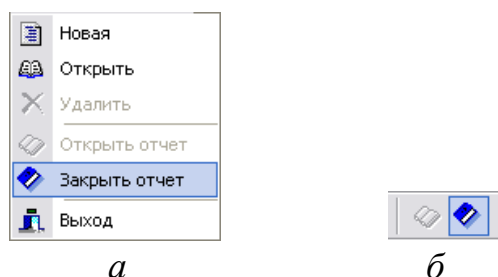 Новая
Открыть
Удалить
Открыть отчет
Закрыть отчет
Выход
а
б